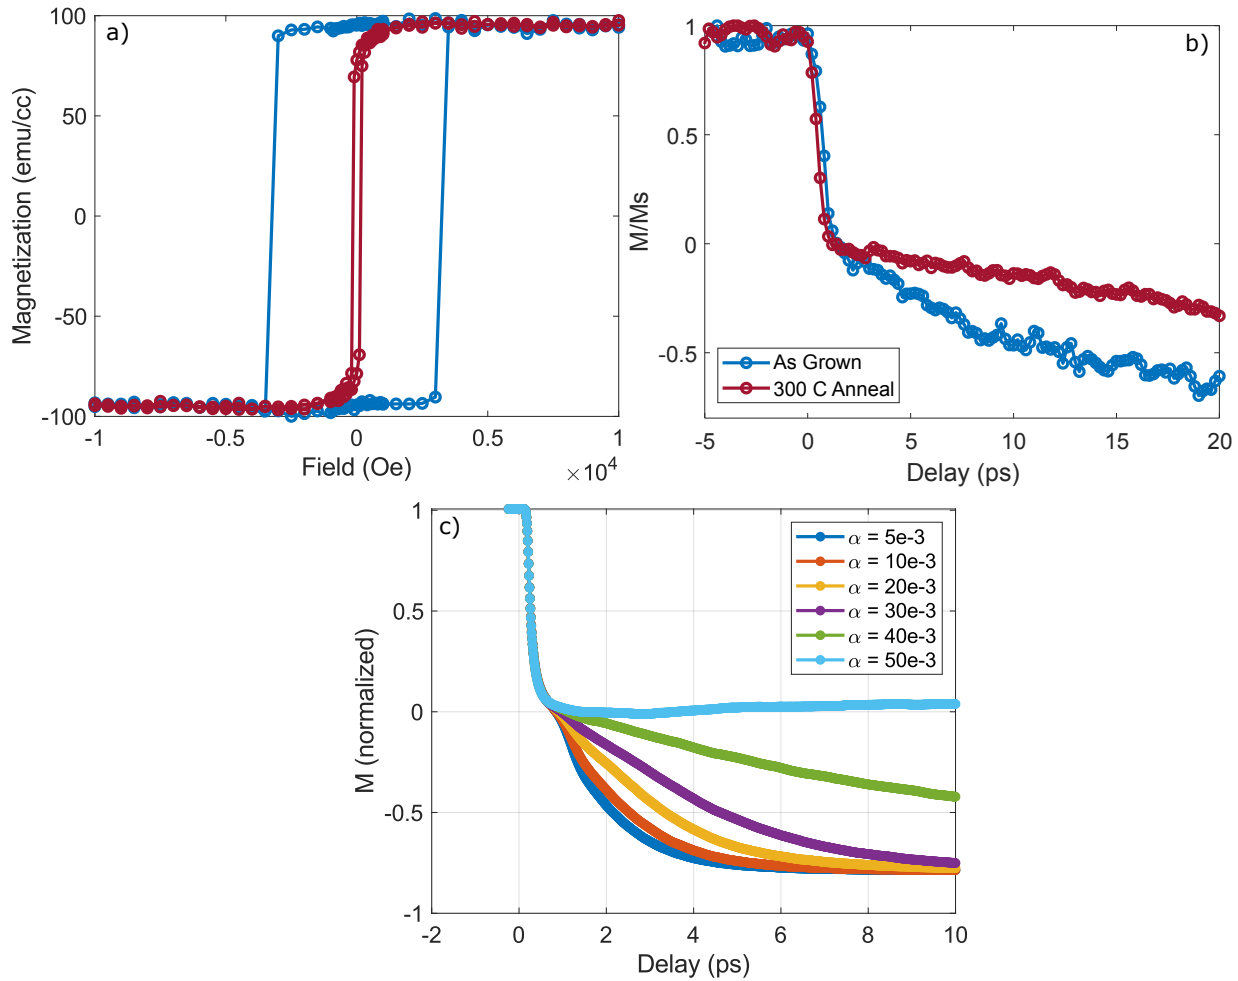 a)
100
50
0
-50
-100
Magnetization (emu/cc)
-1
-0.5
0
0.5
1
Field (Oe)
×10⁴
b)
1
0.5
0
-0.5
M/Ms
As Grown
300 C Anneal
-5
0
5
10
15
20
Delay (ps)
c)
1
0.5
0
-0.5
-1
M (normalized)
α = 5e-3
α = 10e-3
α = 20e-3
α = 30e-3
α = 40e-3
α = 50e-3
-2
0
2
4
6
8
10
Delay (ps)